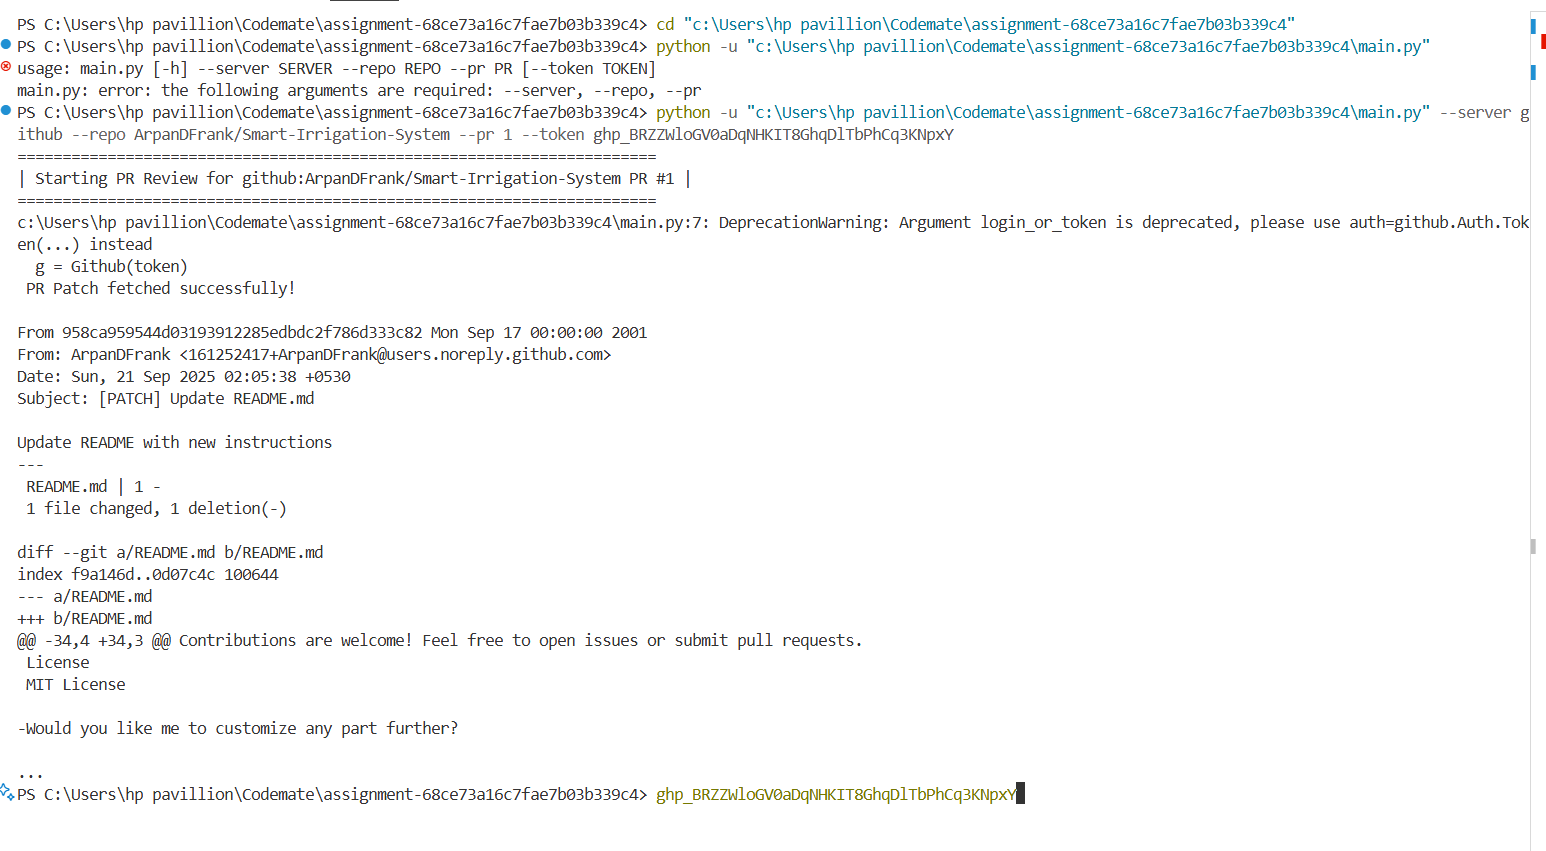 PS C:\Users\hp pavillion\Codemate\assignment-68ce73a16c7fae7b03b339c4> cd "c:\Users\hp pavillion\Codemate\assignment-68ce73a16c7fae7b03b339c4"
PS C:\Users\hp pavillion\Codemate\assignment-68ce73a16c7fae7b03b339c4> python -u "c:\Users\hp pavillion\Codemate\assignment-68ce73a16c7fae7b03b339c4\main.py"
usage: main.py [-h] --server SERVER --repo REPO --pr PR [--token TOKEN]
main.py: error: the following arguments are required: --server, --repo, --pr
PS C:\Users\hp pavillion\Codemate\assignment-68ce73a16c7fae7b03b339c4> python -u "c:\Users\hp pavillion\Codemate\assignment-68ce73a16c7fae7b03b339c4\main.py" --server g
ithub --repo ArpanDFrank/Smart-Irrigation-System --pr 1 --token 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
=======================================================================
| Starting PR Review for github:ArpanDFrank/Smart-Irrigation-System PR #1 |
=======================================================================
c:\Users\hp pavillion\Codemate\assignment-68ce73a16c7fae7b03b339c4\main.py:7: DeprecationWarning: Argument login_or_token is deprecated, please use auth=github.Auth.Tok
en(...) instead
  g = Github(token)
 PR Patch fetched successfully!

From 958ca959544d03193912285edbdc2f786d333c82 Mon Sep 17 00:00:00 2001
From: ArpanDFrank <161252417+ArpanDFrank@users.noreply.github.com>
Date: Sun, 21 Sep 2025 02:05:38 +0530
Subject: [PATCH] Update README.md

Update README with new instructions
---
 README.md | 1 -
 1 file changed, 1 deletion(-)

diff --git a/README.md b/README.md
index f9a146d..0d07c4c 100644
--- a/README.md
+++ b/README.md
@@ -34,4 +34,3 @@ Contributions are welcome! Feel free to open issues or submit pull requests.
 License
 MIT License

-Would you like me to customize any part further?

...
PS C:\Users\hp pavillion\Codemate\assignment-68ce73a16c7fae7b03b339c4> 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